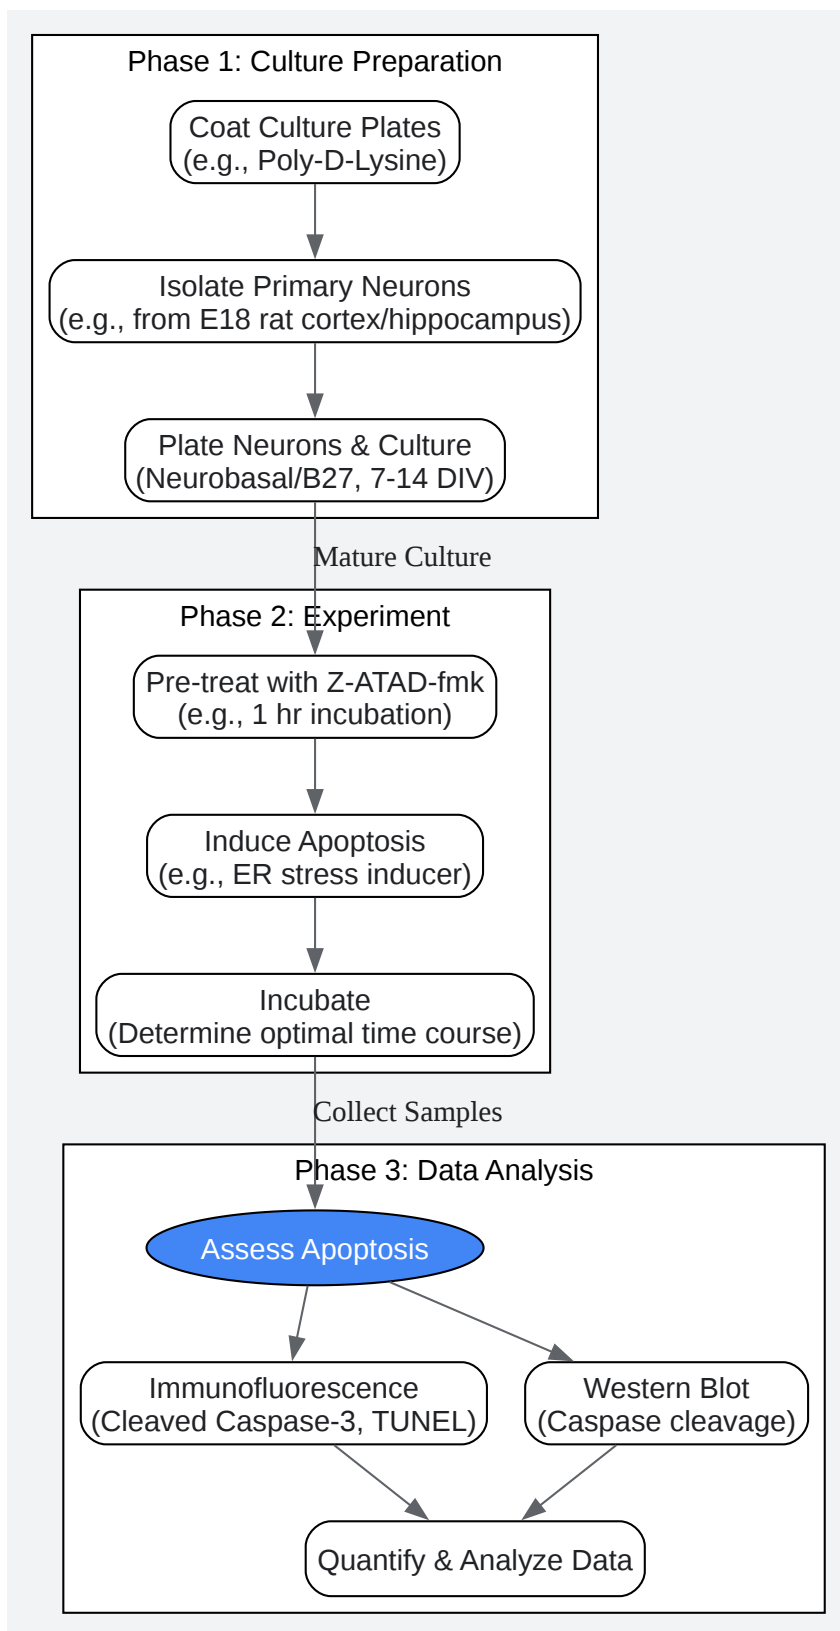 Phase 1: Culture Preparation
Coat Culture Plates
(e.g., Poly-D-Lysine)
Isolate Primary Neurons
(e.g., from E18 rat cortex/hippocampus)
Plate Neurons & Culture
(Neurobasal/B27, 7-14 DIV)
Mature Culture
Phase 2: Experiment
Pre-treat with Z-ATAD-fmk
(e.g., 1 hr incubation)
Induce Apoptosis
(e.g., ER stress inducer)
Incubate
(Determine optimal time course)
Collect Samples
Phase 3: Data Analysis
Assess Apoptosis
Immunofluorescence
(Cleaved Caspase-3, TUNEL)
Western Blot
(Caspase cleavage)
Quantify & Analyze Data